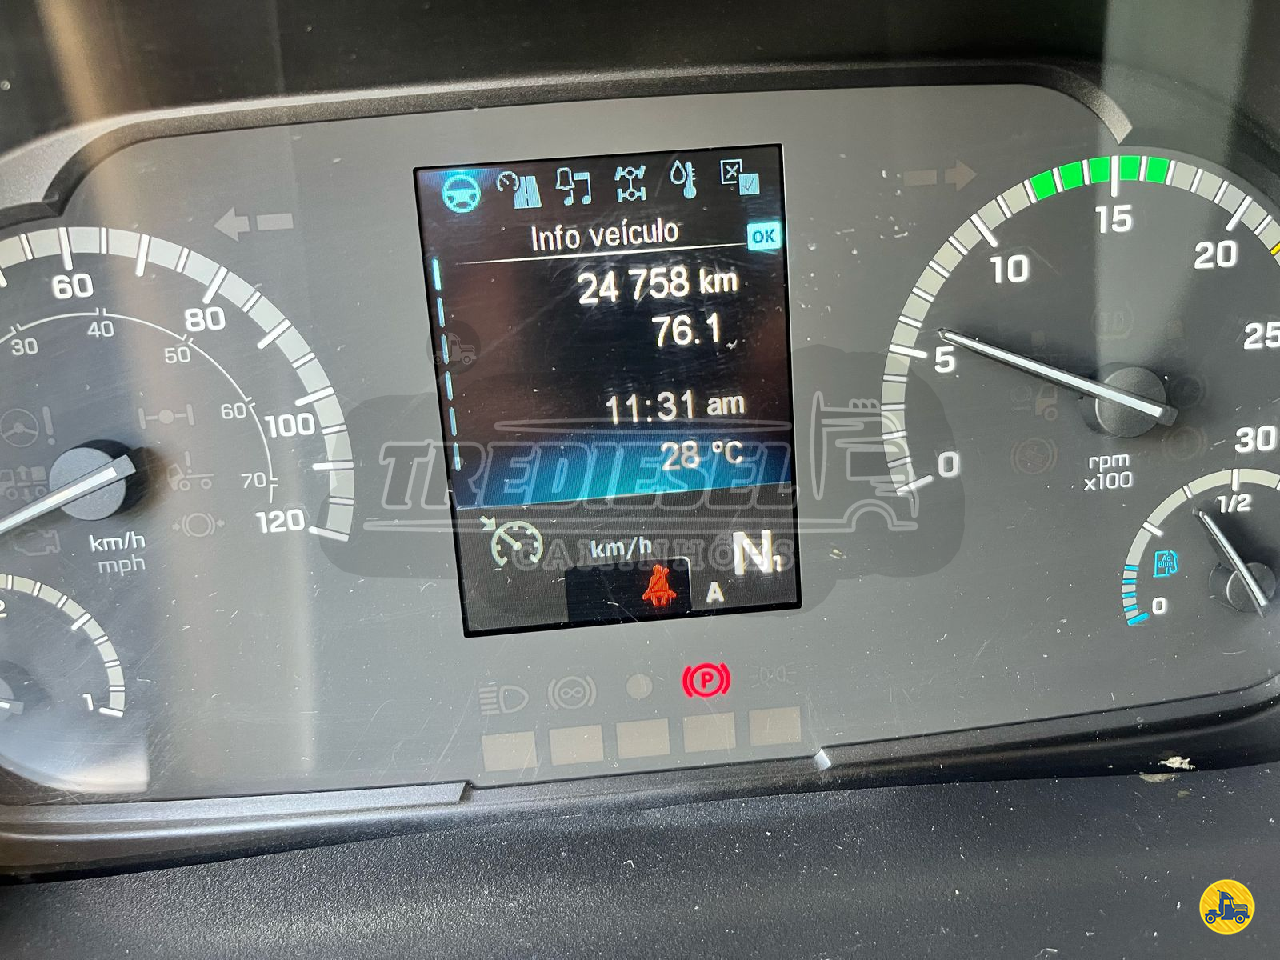 Info veículo
OK
24 758 km
76.1
11:31 am
28 °C
km/h
N
A
TREDIESEL
CAMINHÕES
60
80
100
120
30
40
50
60
70
km/h
mph
1
0
5
10
15
20
25
30
rpm
x100
1/2
0
P